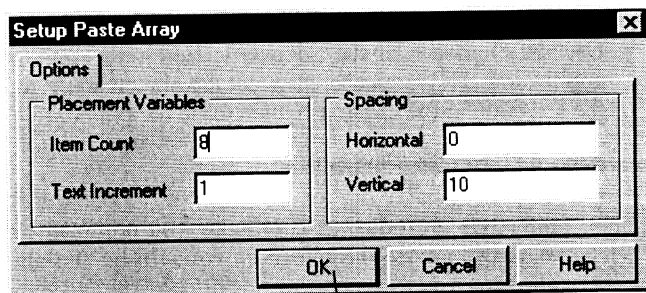 Setup Paste Array
Options
Placement Variables
Item Count 8
Text Increment 1
Spacing
Horizontal 0
Vertical 10
OK
Cancel
Help